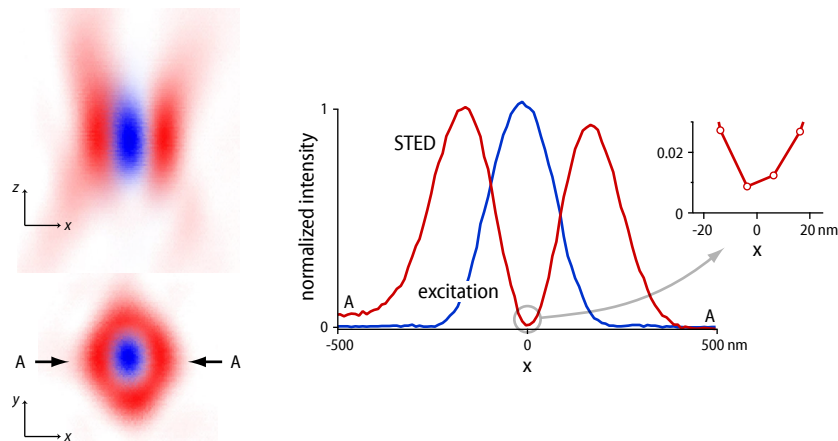 z
x
A
A
y
x
normalized intensity
1
0
STED
excitation
A
A
-500
0
500 nm
x
0.02
0
-20
0
20 nm
x